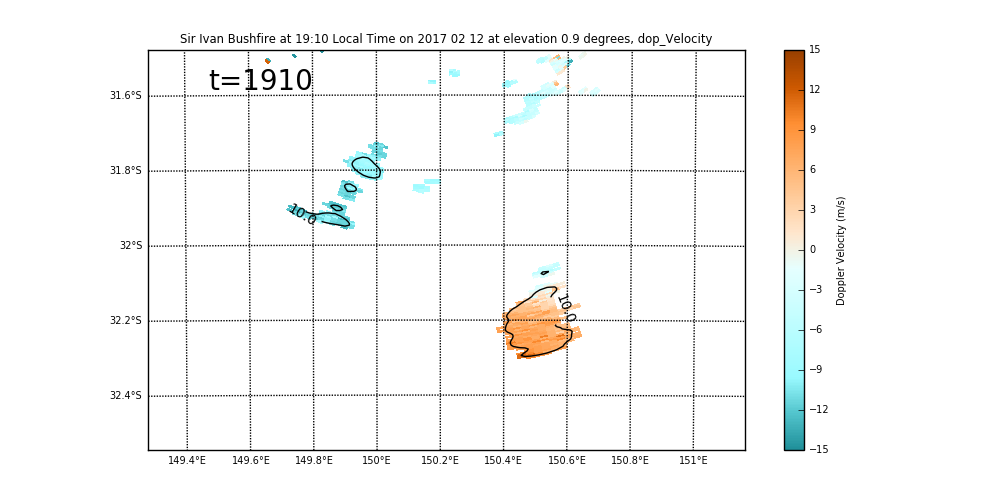 Sir Ivan Bushfire at 19:10 Local Time on 2017 02 12 at elevation 0.9 degrees, dop_Velocity
t=1910
31.6°S
31.8°S
32°S
32.2°S
32.4°S
149.4°E 149.6°E 149.8°E 150°E 150.2°E 150.4°E 150.6°E 150.8°E 151°E
10.0
10.0
15
12
9
6
3
0
−3
−6
−9
−12
−15
Doppler Velocity (m/s)